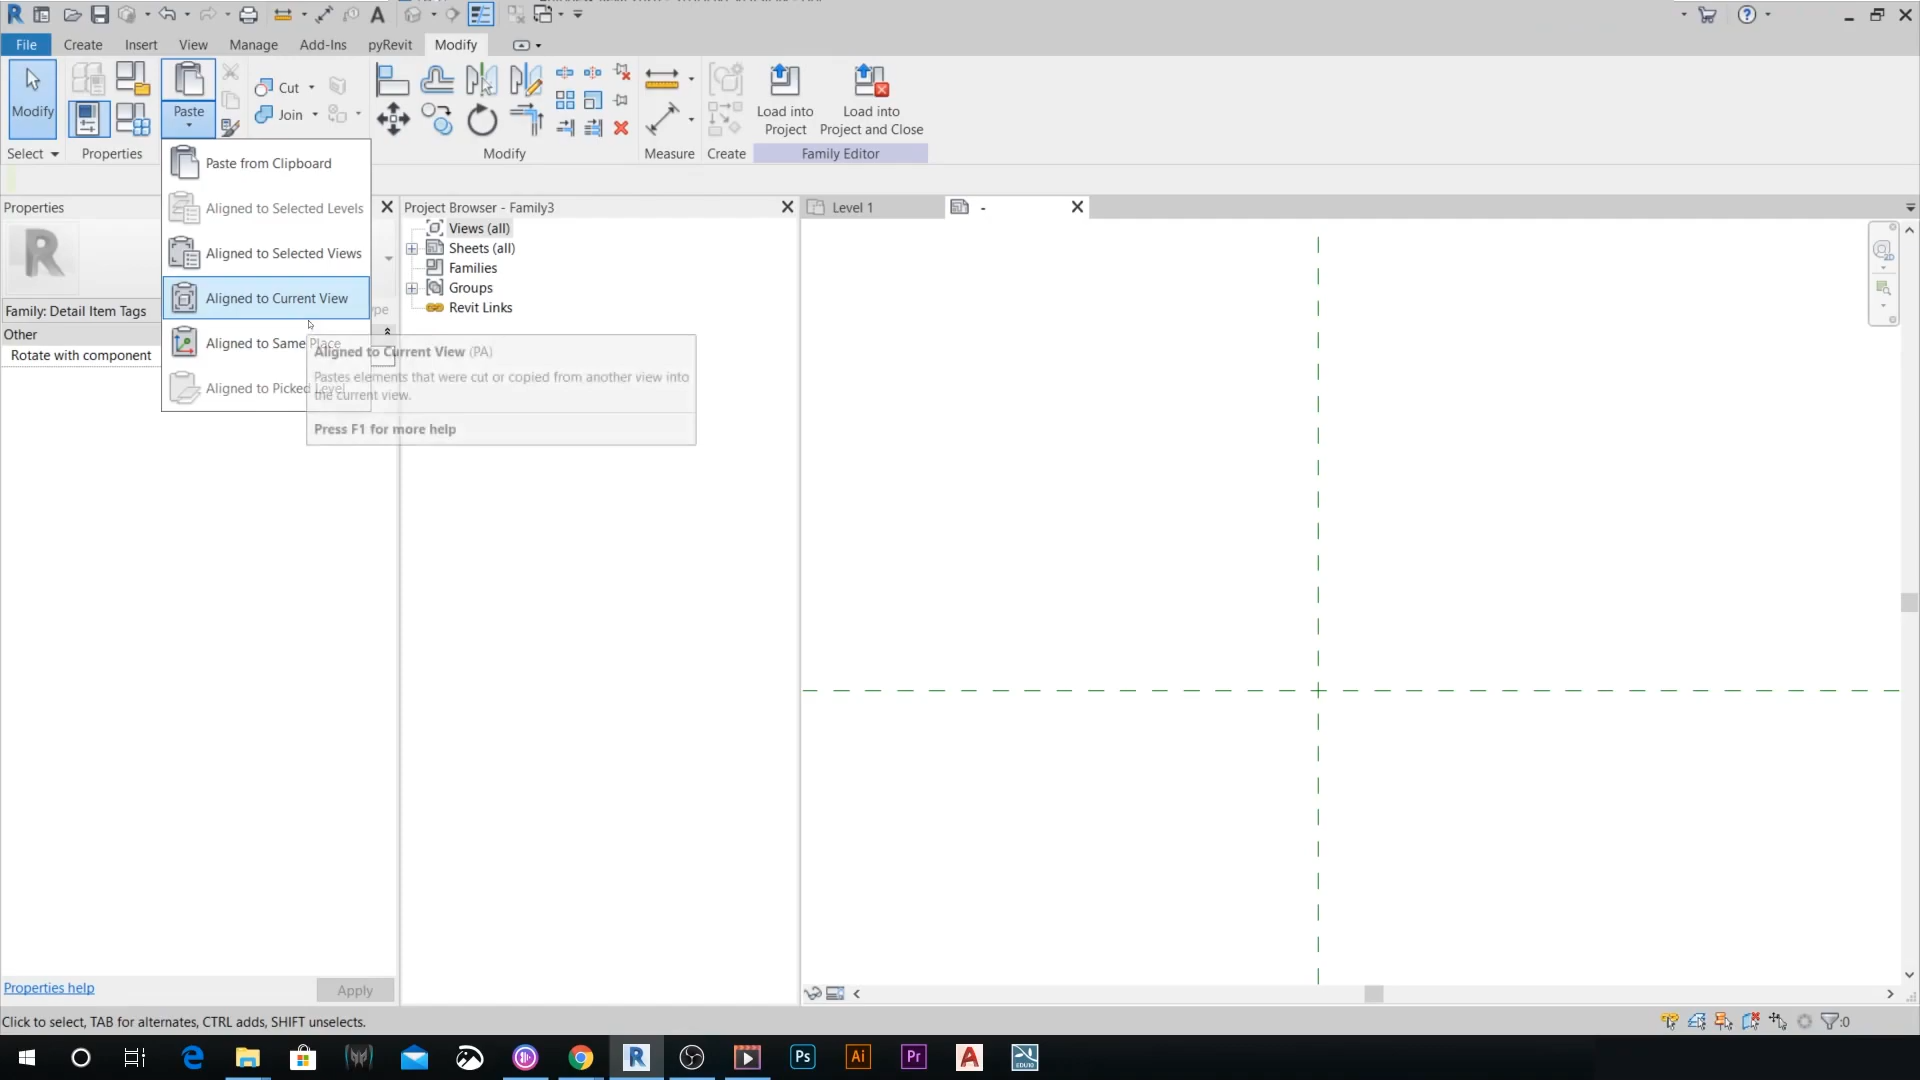 File Create Insert View Manage Add-Ins pyRevit Modify
Modify
Paste
Cut
Join
Load into
Project
Load into
Project and Close
Select Properties Modify Measure Create Family Editor
Paste from Clipboard
Aligned to Selected Levels
Aligned to Selected Views
Aligned to Current View
Aligned to Same Place
Aligned to Picked Level
Aligned to Current View (PA)
Pastes elements that were cut or copied from another view into
the current view.
Press F1 for more help
Properties
Family: Detail Item Tags
Other
Rotate with component
Project Browser - Family3
Views (all)
Sheets (all)
Families
Groups
Revit Links
Level 1
-
2D
Properties help
Apply
Click to select, TAB for alternates, CTRL adds, SHIFT unselects.
:0
Ps Ai Pr